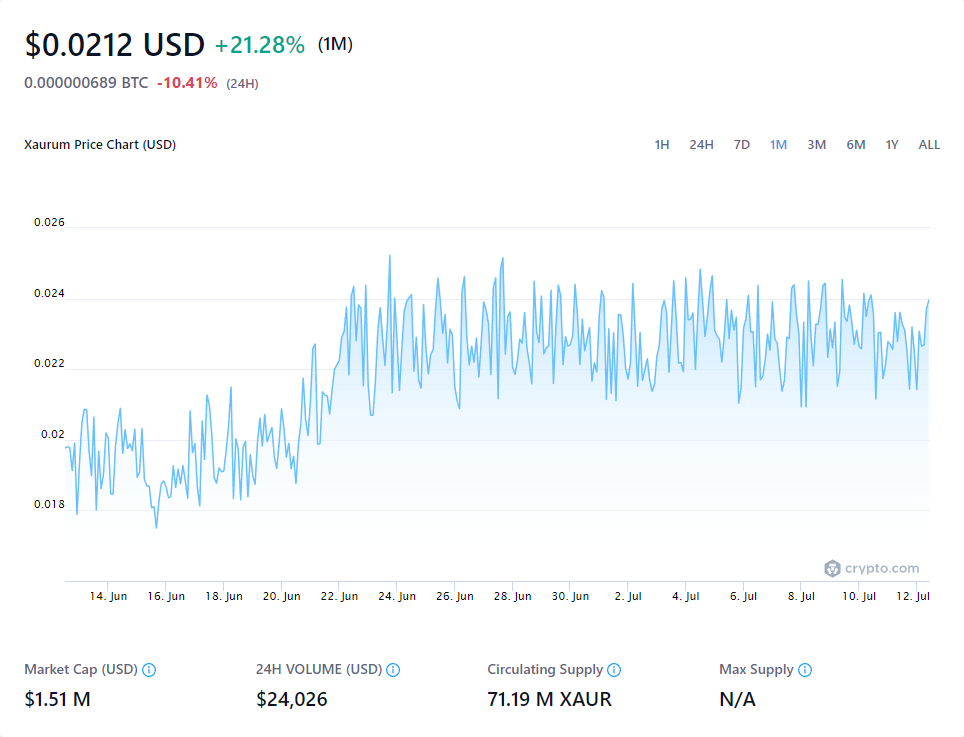 $0.0212 USD +21.28% (1M)
0.000000689 BTC -10.41% (24H)
Xaurum Price Chart (USD) 1H 24H 7D 1M 3M 6M 1Y ALL
0.026
0.024
0.022
0.02
0.018
crypto.com
14. Jun 16. Jun 18. Jun 20. Jun 22. Jun 24. Jun 26. Jun 28. Jun 30. Jun 2. Jul 4. Jul 6. Jul 8. Jul 10. Jul 12. Jul
Market Cap (USD) 24H VOLUME (USD) Circulating Supply Max Supply
$1.51 M $24,026 71.19 M XAUR N/A